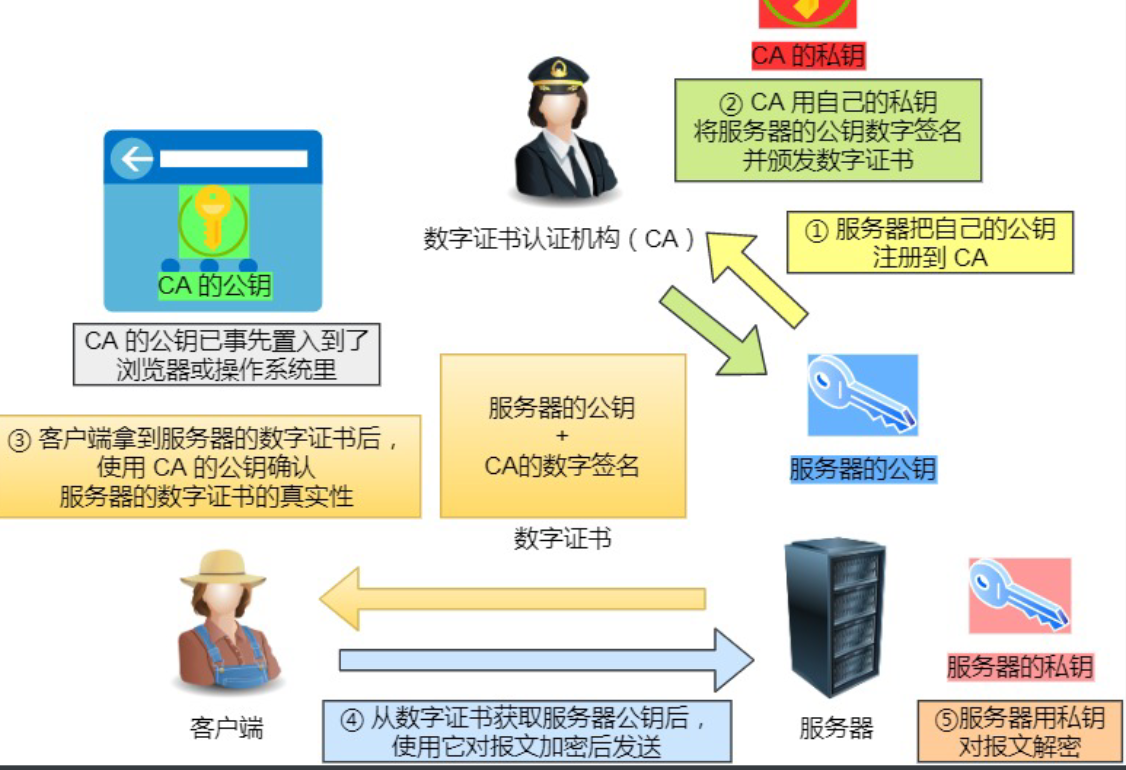 CA 的私钥
② CA 用自己的私钥
将服务器的公钥数字签名
并颁发数字证书
数字证书认证机构（CA）
① 服务器把自己的公钥
注册到 CA
CA 的公钥
CA 的公钥已事先置入到了
浏览器或操作系统里
服务器的公钥
+
CA的数字签名
数字证书
服务器的公钥
③ 客户端拿到服务器的数字证书后，
使用 CA 的公钥确认
服务器的数字证书的真实性
客户端
服务器
服务器的私钥
④ 从数字证书获取服务器公钥后，
使用它对报文加密后发送
⑤服务器用私钥
对报文解密